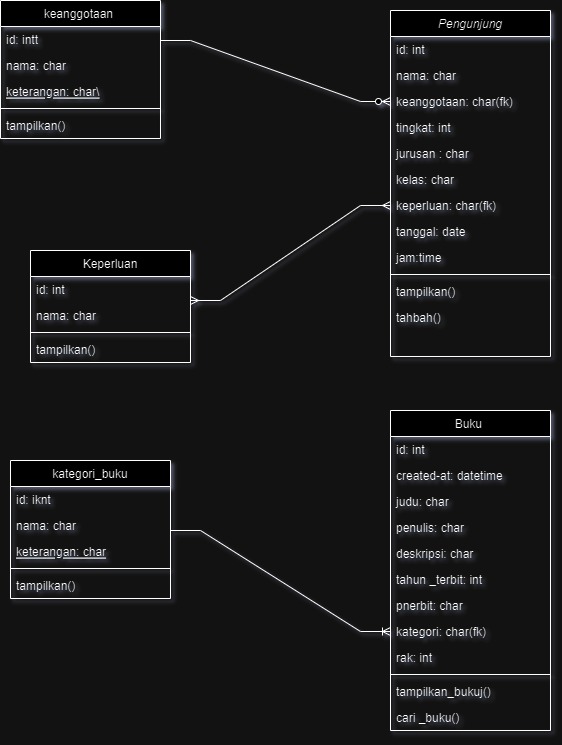 keanggotaan
id: intt
nama: char
keterangan: char\
tampilkan()
Pengunjung
id: int
nama: char
keanggotaan: char(fk)
tingkat: int
jurusan : char
kelas: char
keperluan: char(fk)
tanggal: date
jam:time
tampilkan()
tahbah()
Keperluan
id: int
nama: char
tampilkan()
kategori_buku
id: iknt
nama: char
keterangan: char
tampilkan()
Buku
id: int
created-at: datetime
judu: char
penulis: char
deskripsi: char
tahun _terbit: int
pnerbit: char
kategori: char(fk)
rak: int
tampilkan_bukuj()
cari _buku()